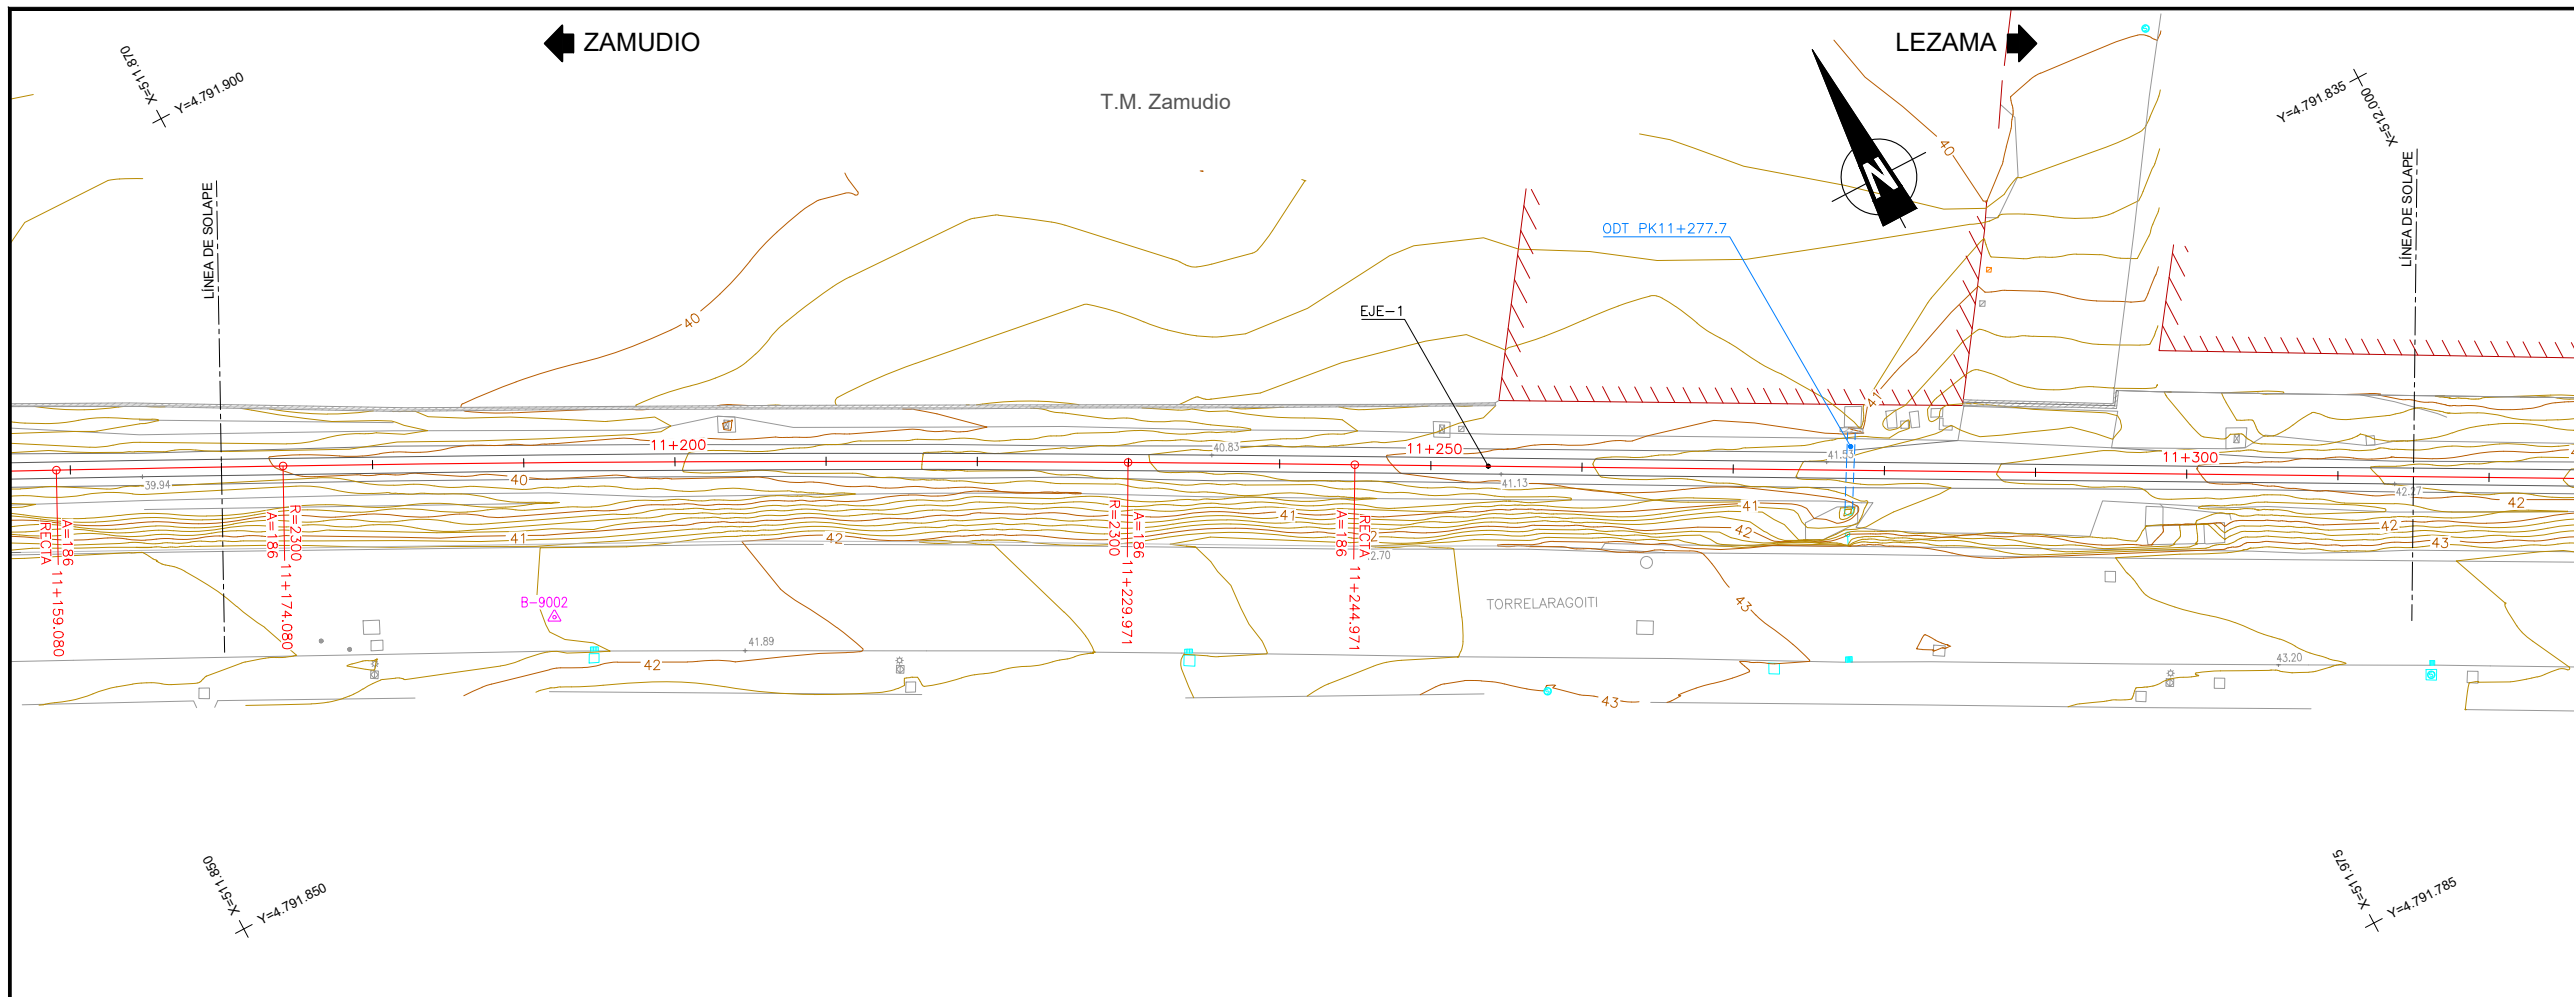 ZAMUDIO
LEZAMA
X=511.870
Y=4.791.900
T.M. Zamudio
Y=4.791.835
X=512.000
LÍNEA DE SOLAPE
LÍNEA DE SOLAPE
40
ODT PK11+277.7
EJE-1
40
41
11+200
11+250
11+300
40.83
41.53
39.94
40
41.13
42.27
42
41
41
42
42
41
42
43
RECTA
A=186
11+159.080
A=186
R=2300
11+174.080
R=2300
A=186
11+229.971
A=186
RECTA
11+244.971
2.70
B-9002
TORRELARAGOITI
43
41.89
42
43.20
43
X=511.850
Y=4.791.850
X=511.975
Y=4.791.785
N